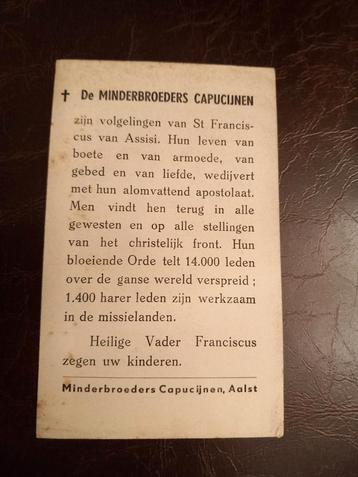 † De MINDERBROEDERS CAPUCIJNEN
zijn volgelingen van St Francis-
cus van Assisi. Hun leven van
boete en van armoede, van
gebed en van liefde, wedijvert
met hun alomvattend apostolaat.
Men vindt hen terug in alle
gewesten en op alle stellingen
van het christelijk front. Hun
bloeiende Orde telt 14.000 leden
over de ganse wereld verspreid ;
1.400 harer leden zijn werkzaam
in de missielanden.
Heilige Vader Franciscus
zegen uw kinderen.
Minderbroeders Capucijnen, Aalst